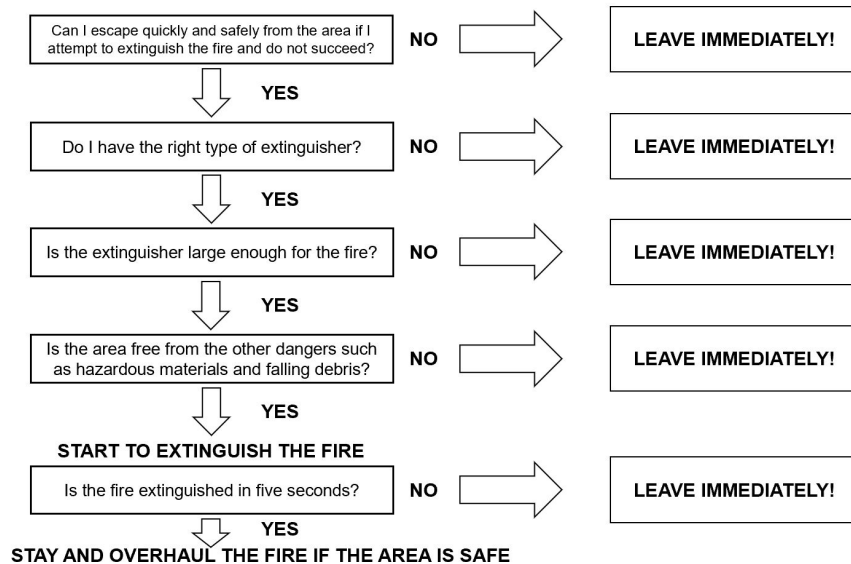 Can I escape quickly and safely from the area if I
attempt to extinguish the fire and do not succeed?
NO
LEAVE IMMEDIATELY!
YES
Do I have the right type of extinguisher?
NO
LEAVE IMMEDIATELY!
YES
Is the extinguisher large enough for the fire?
NO
LEAVE IMMEDIATELY!
YES
Is the area free from the other dangers such
as hazardous materials and falling debris?
NO
LEAVE IMMEDIATELY!
YES
START TO EXTINGUISH THE FIRE
Is the fire extinguished in five seconds?
NO
LEAVE IMMEDIATELY!
YES
STAY AND OVERHAUL THE FIRE IF THE AREA IS SAFE